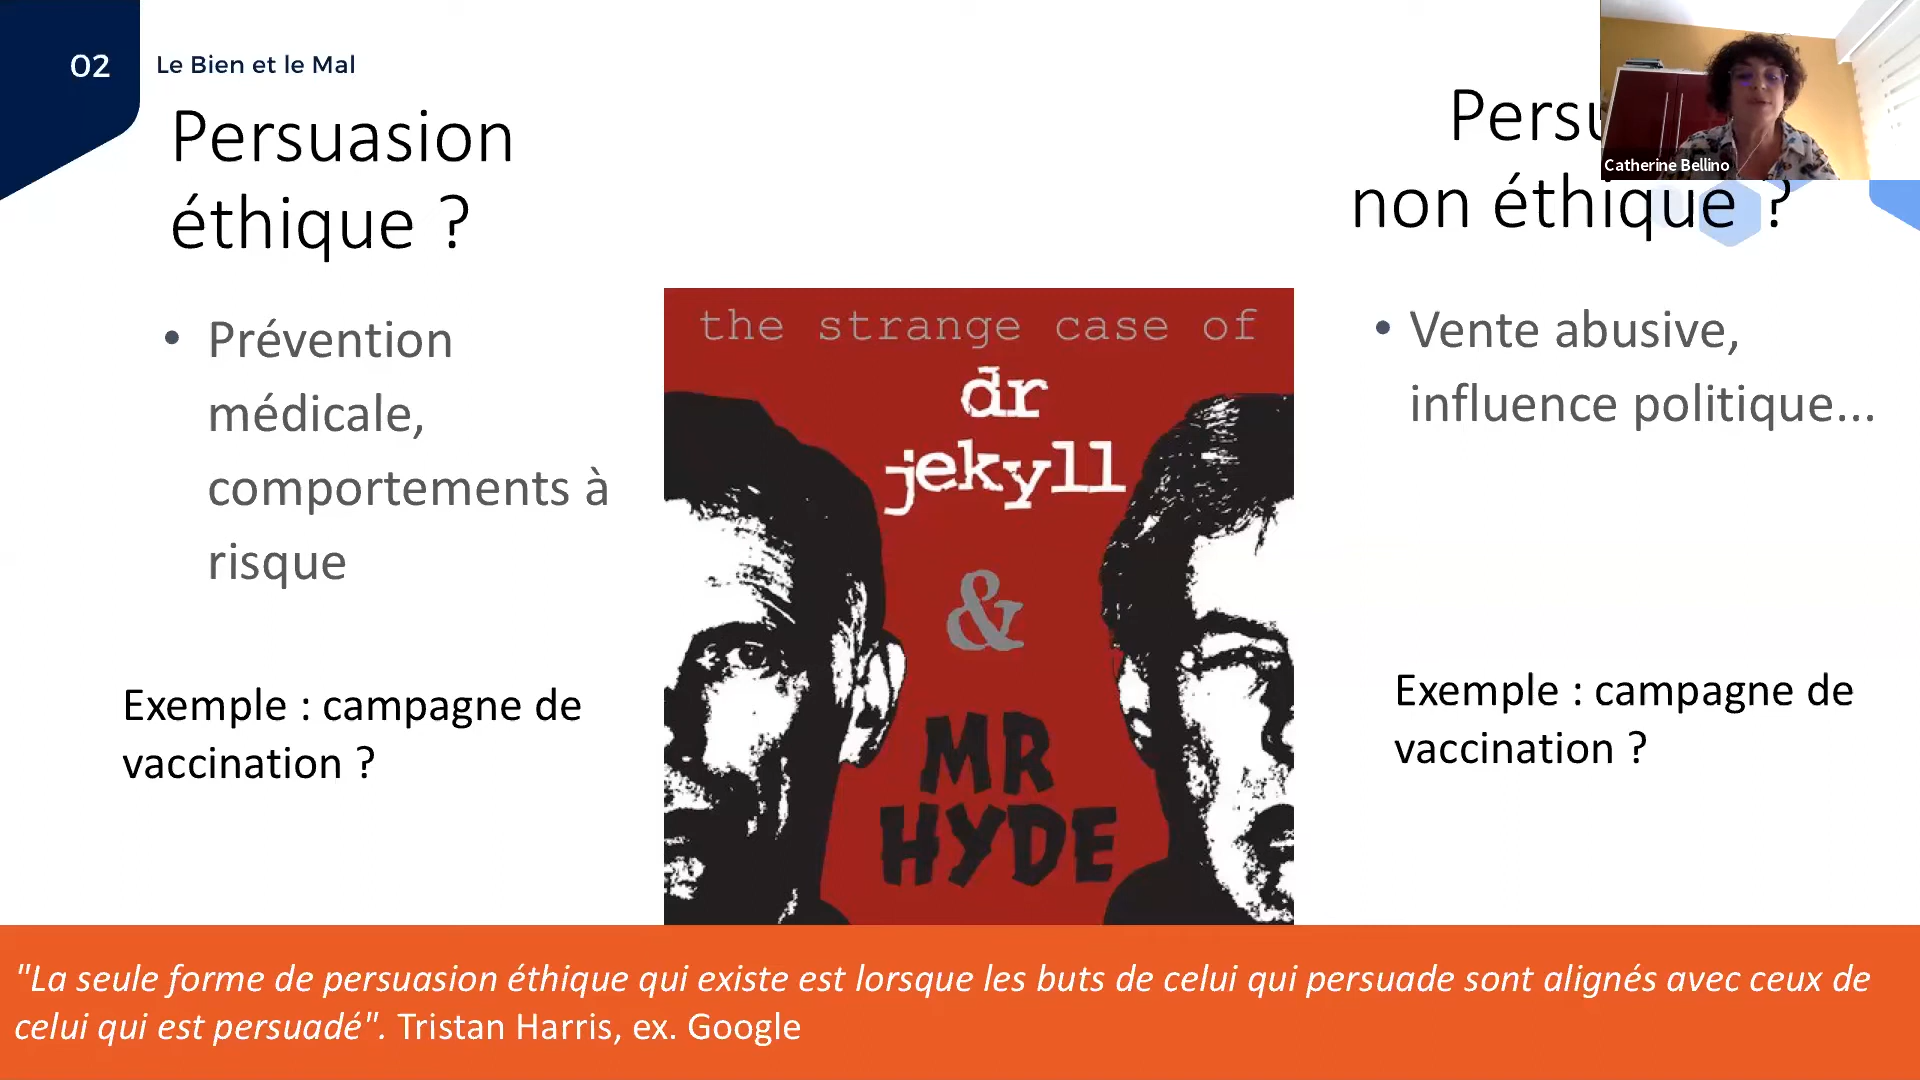 02
Le Bien et le Mal
Persuasion
éthique ?
• Prévention
médicale,
comportements à
risque
Exemple : campagne de
vaccination ?
the strange case of
dr
jekyll
&
MR
HYDE
non éthique ?
• Vente abusive,
influence politique...
Exemple : campagne de
vaccination ?
Catherine Bellino
"La seule forme de persuasion éthique qui existe est lorsque les buts de celui qui persuade sont alignés avec ceux de
celui qui est persuadé". Tristan Harris, ex. Google